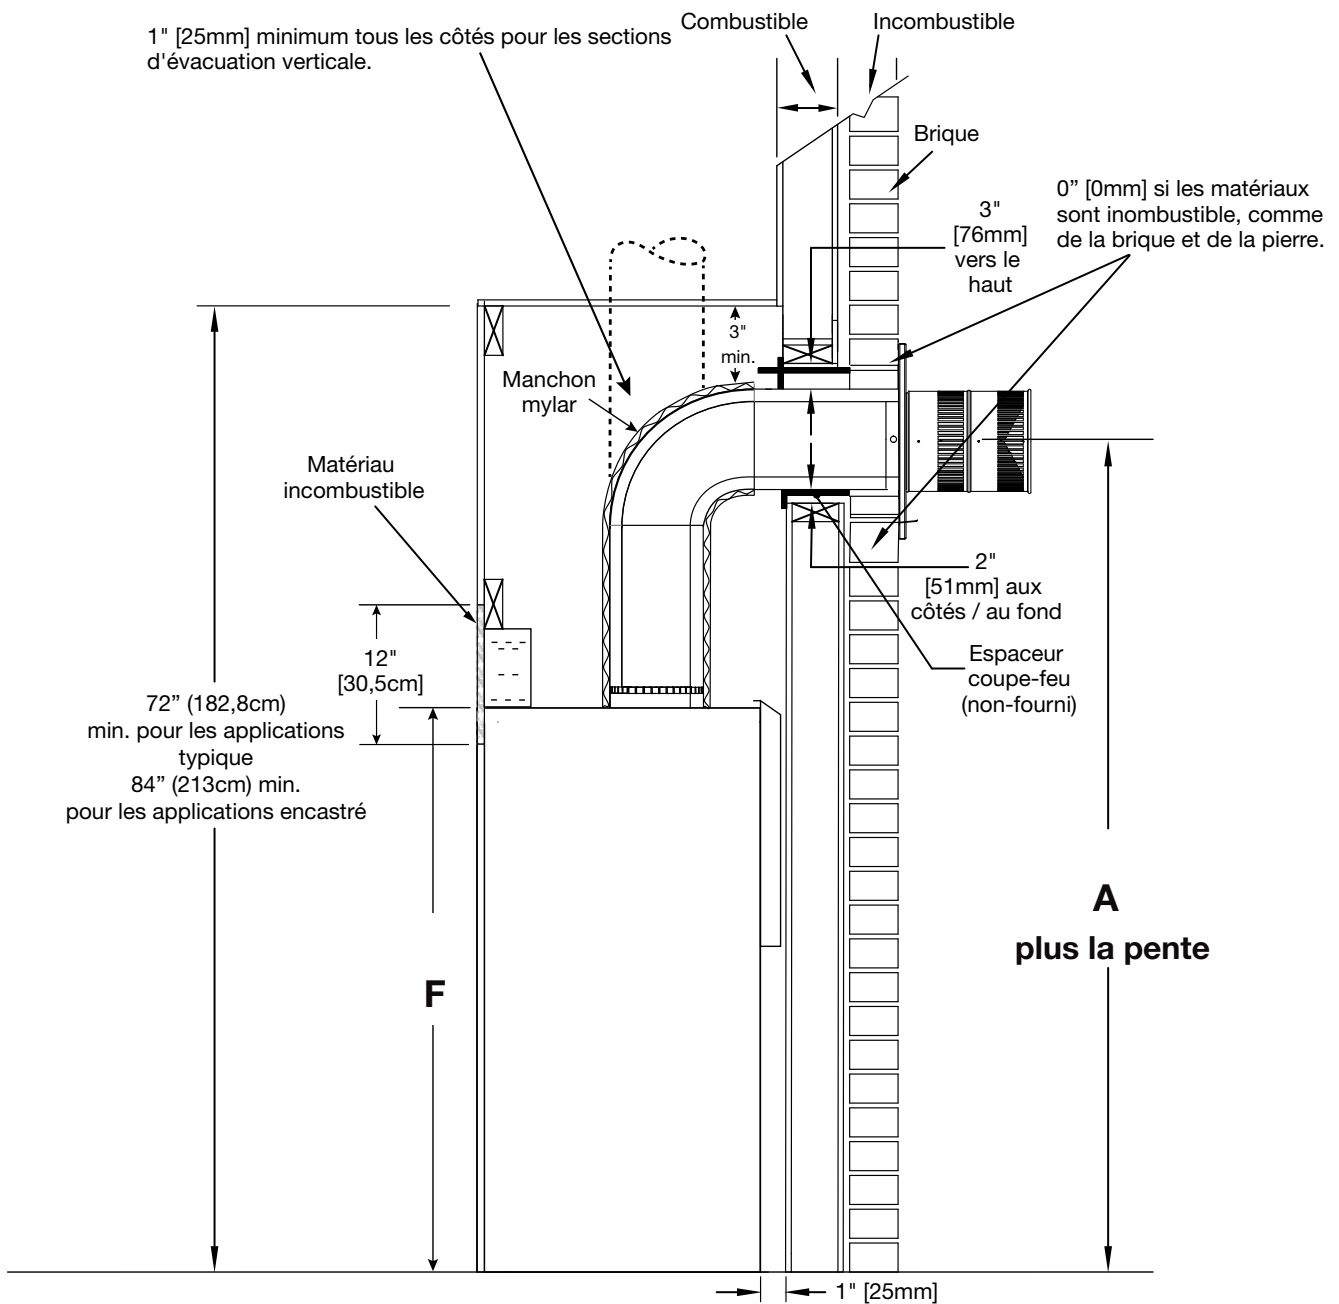 1" [25mm] minimum tous les côtés pour les sections
d'évacuation verticale.
Combustible
Incombustible
Brique
0” [0mm] si les matériaux
sont inombustible, comme
de la brique et de la pierre.
3"
[76mm]
vers le
haut
3"
min.
Manchon
mylar
Matériau
incombustible
12"
[30,5cm]
2"
[51mm] aux
côtés / au fond
Espaceur
coupe-feu
(non-fourni)
72” (182,8cm)
min. pour les applications
typique
84” (213cm) min.
pour les applications encastré
A
plus la pente
F
1" [25mm]